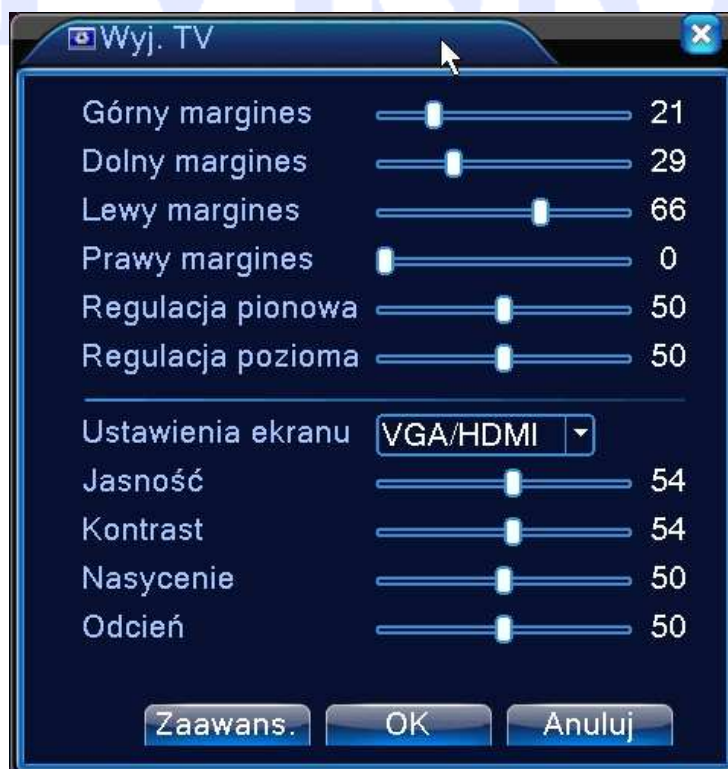 Wyj. TV
Górny margines 21
Dolny margines 29
Lewy margines 66
Prawy margines 0
Regulacja pionowa 50
Regulacja pozioma 50
Ustawienia ekranu VGA/HDMI
Jasność 54
Kontrast 54
Nasycenie 50
Odcień 50
Zaawans. OK Anuluj